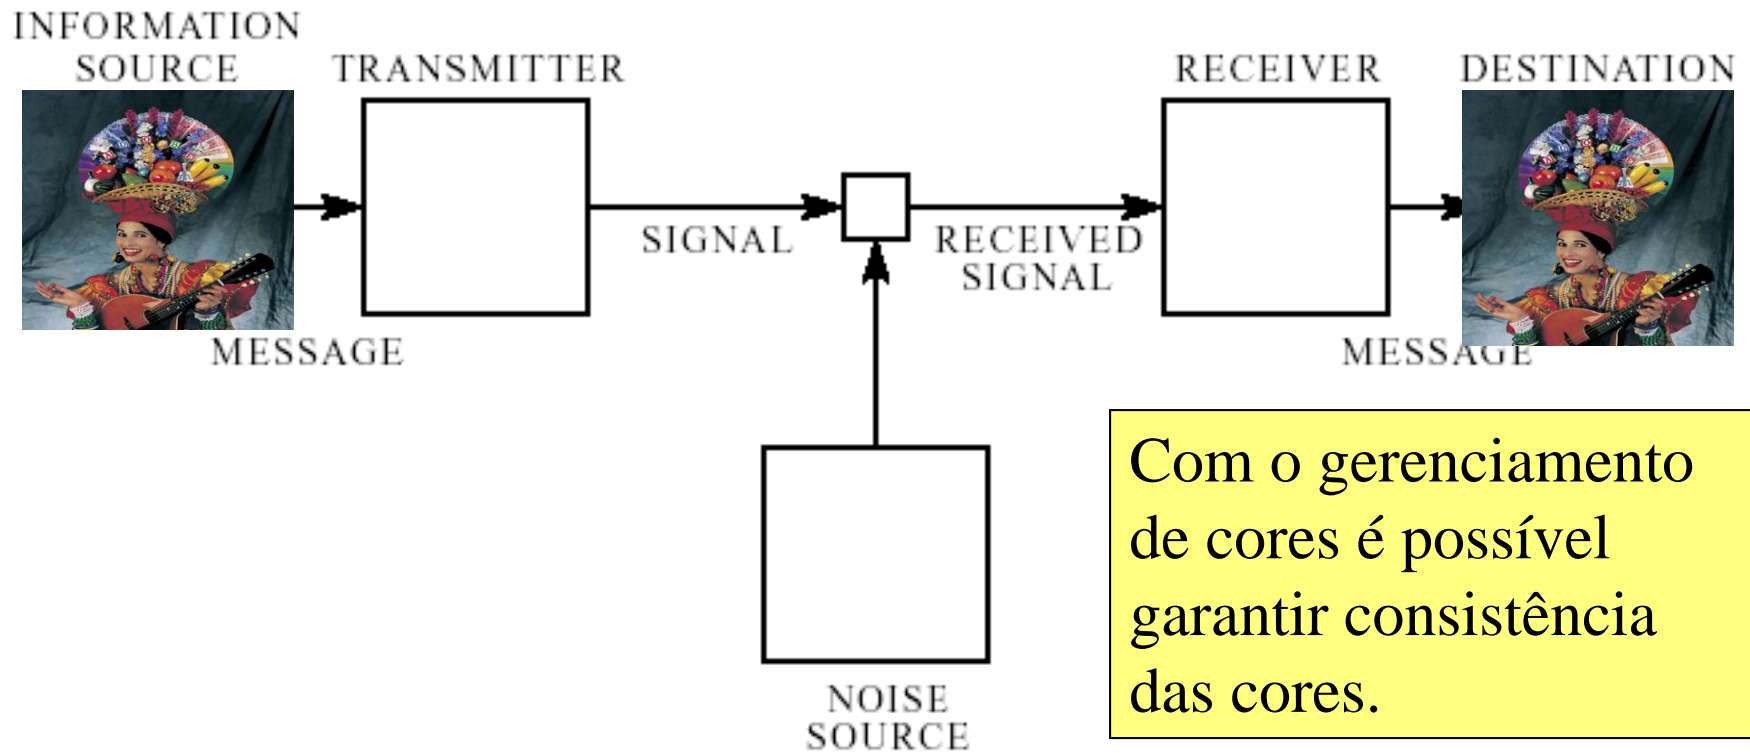 INFORMATION
SOURCE
TRANSMITTER
RECEIVER
DESTINATION
SIGNAL
RECEIVED
SIGNAL
MESSAGE
MESSAGE
NOISE
SOURCE
Com o gerenciamento
de cores é possível
garantir consistência
das cores.